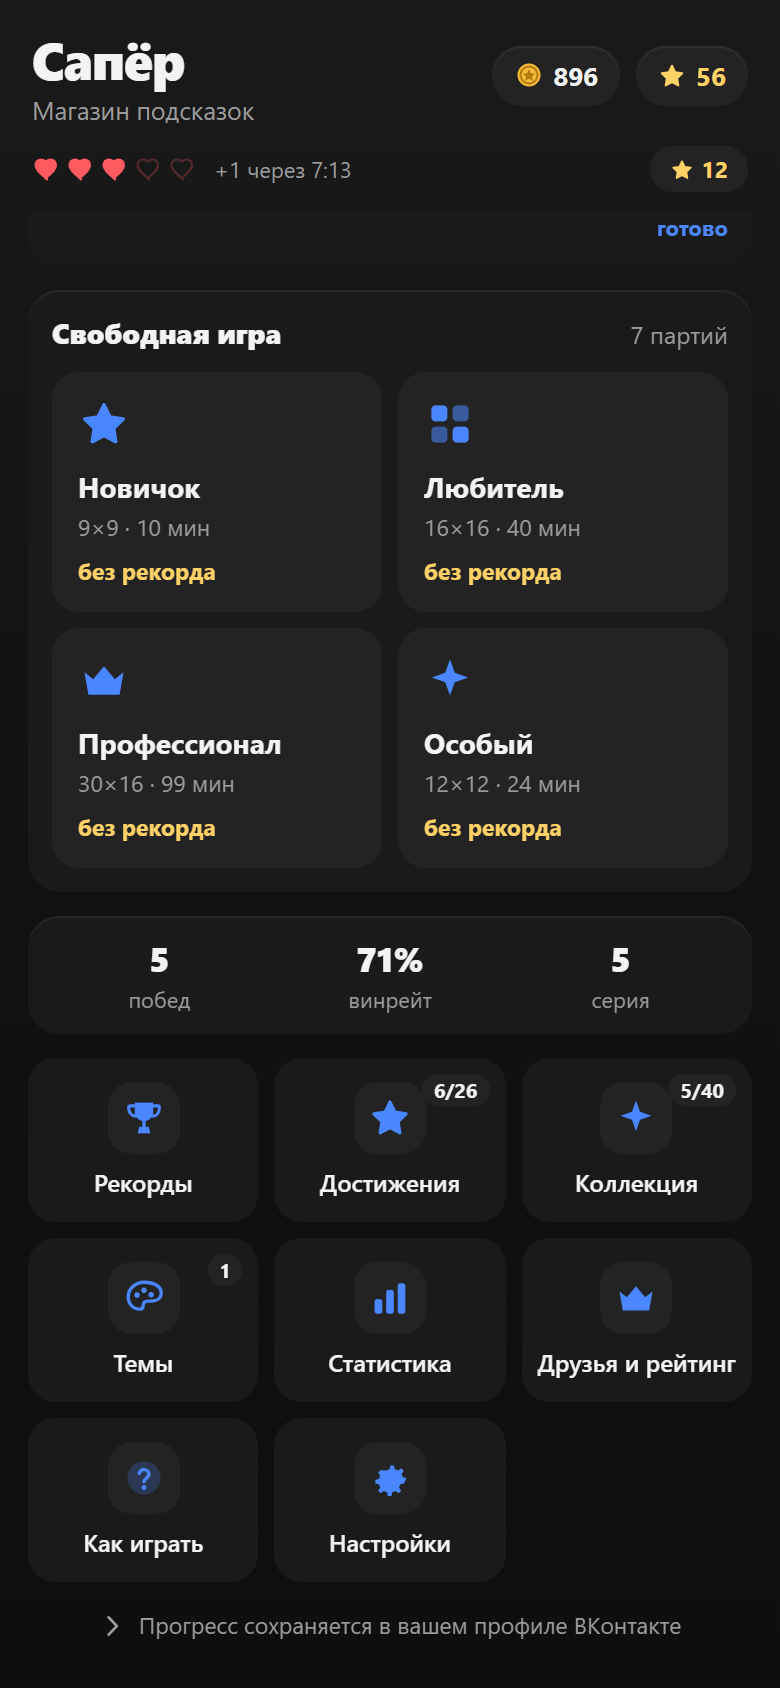 Сапёр
896
56
Магазин подсказок
+1 через 7:13
12
готово
Свободная игра
7 партий
Новичок
9×9 · 10 мин
без рекорда
Любитель
16×16 · 40 мин
без рекорда
Профессионал
30×16 · 99 мин
без рекорда
Особый
12×12 · 24 мин
без рекорда
5
побед
71%
винрейт
5
серия
Рекорды
6/26
Достижения
5/40
Коллекция
1
Темы
Статистика
Друзья и рейтинг
?
Как играть
Настройки
Прогресс сохраняется в вашем профиле ВКонтакте